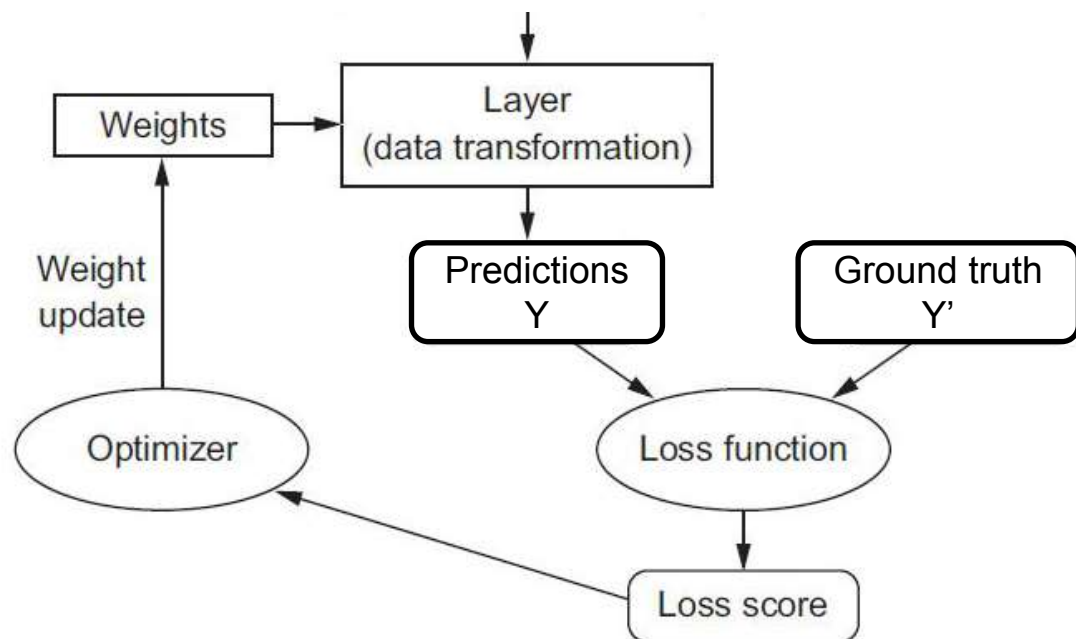 Layer
(data transformation)
Weights
Weight
update
Predictions
Y
Ground truth
Y’
Optimizer
Loss function
Loss score